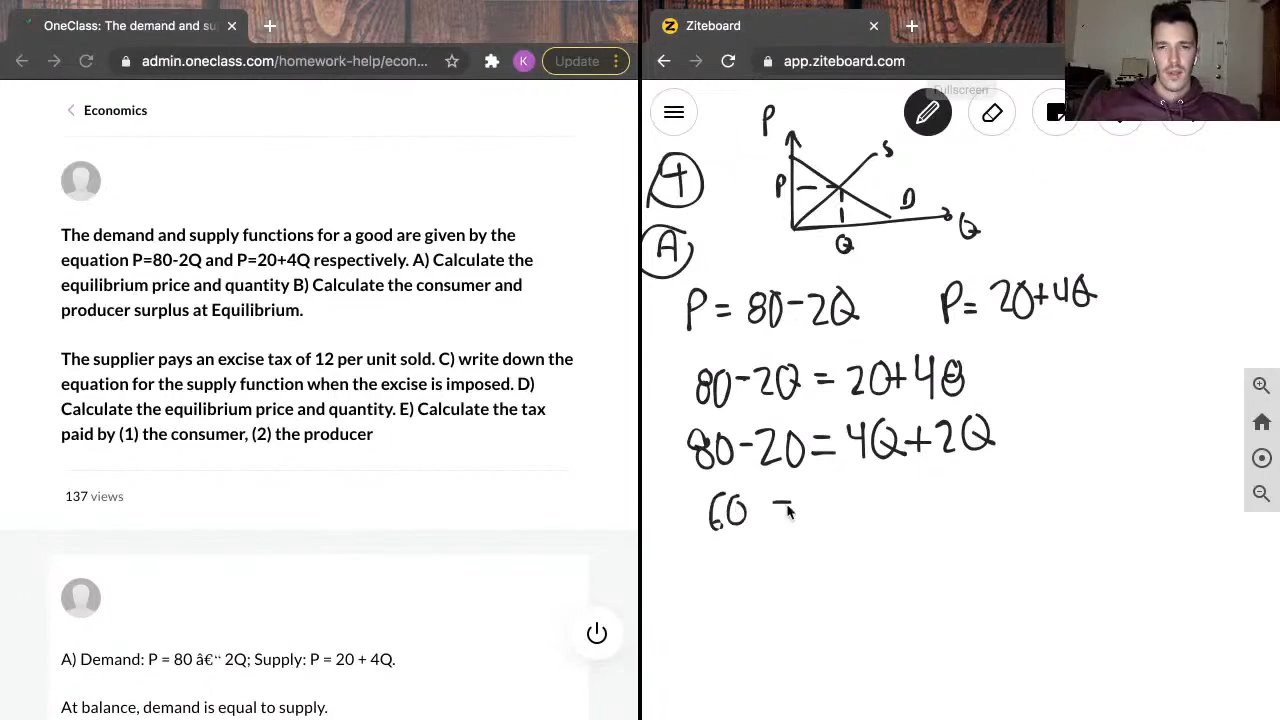 OneClass: The demand and su
admin.oneclass.com/homework-help/econ...
K
Update
Economics
The demand and supply functions for a good are given by the
equation P=80-2Q and P=20+4Q respectively. A) Calculate the
equilibrium price and quantity B) Calculate the consumer and
producer surplus at Equilibrium.
The supplier pays an excise tax of 12 per unit sold. C) write down the
equation for the supply function when the excise is imposed. D)
Calculate the equilibrium price and quantity. E) Calculate the tax
paid by (1) the consumer, (2) the producer
137 views
A) Demand: P = 80 â€“ 2Q; Supply: P = 20 + 4Q.
At balance, demand is equal to supply.
Ziteboard
app.ziteboard.com
Fullscreen
P
S
P
D
Q
Q
A
P = 80-2Q
P = 20+4Q
80-2Q = 20+4Q
80-20 = 4Q+2Q
60